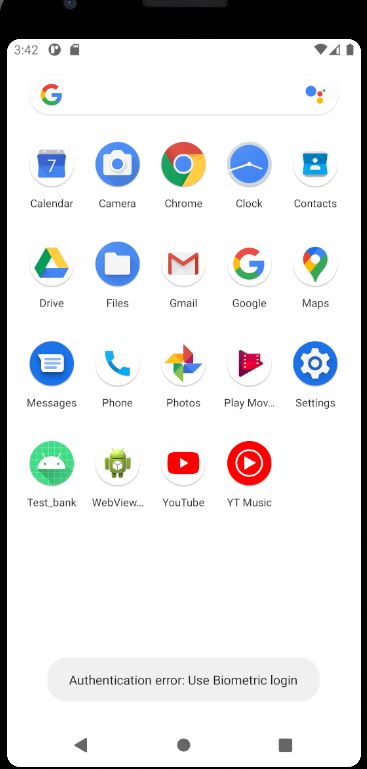 3:42
Calendar Camera Chrome Clock Contacts
Drive Files Gmail Google Maps
Messages Phone Photos Play Mov... Settings
Test_bank WebView... YouTube YT Music
Authentication error: Use Biometric login